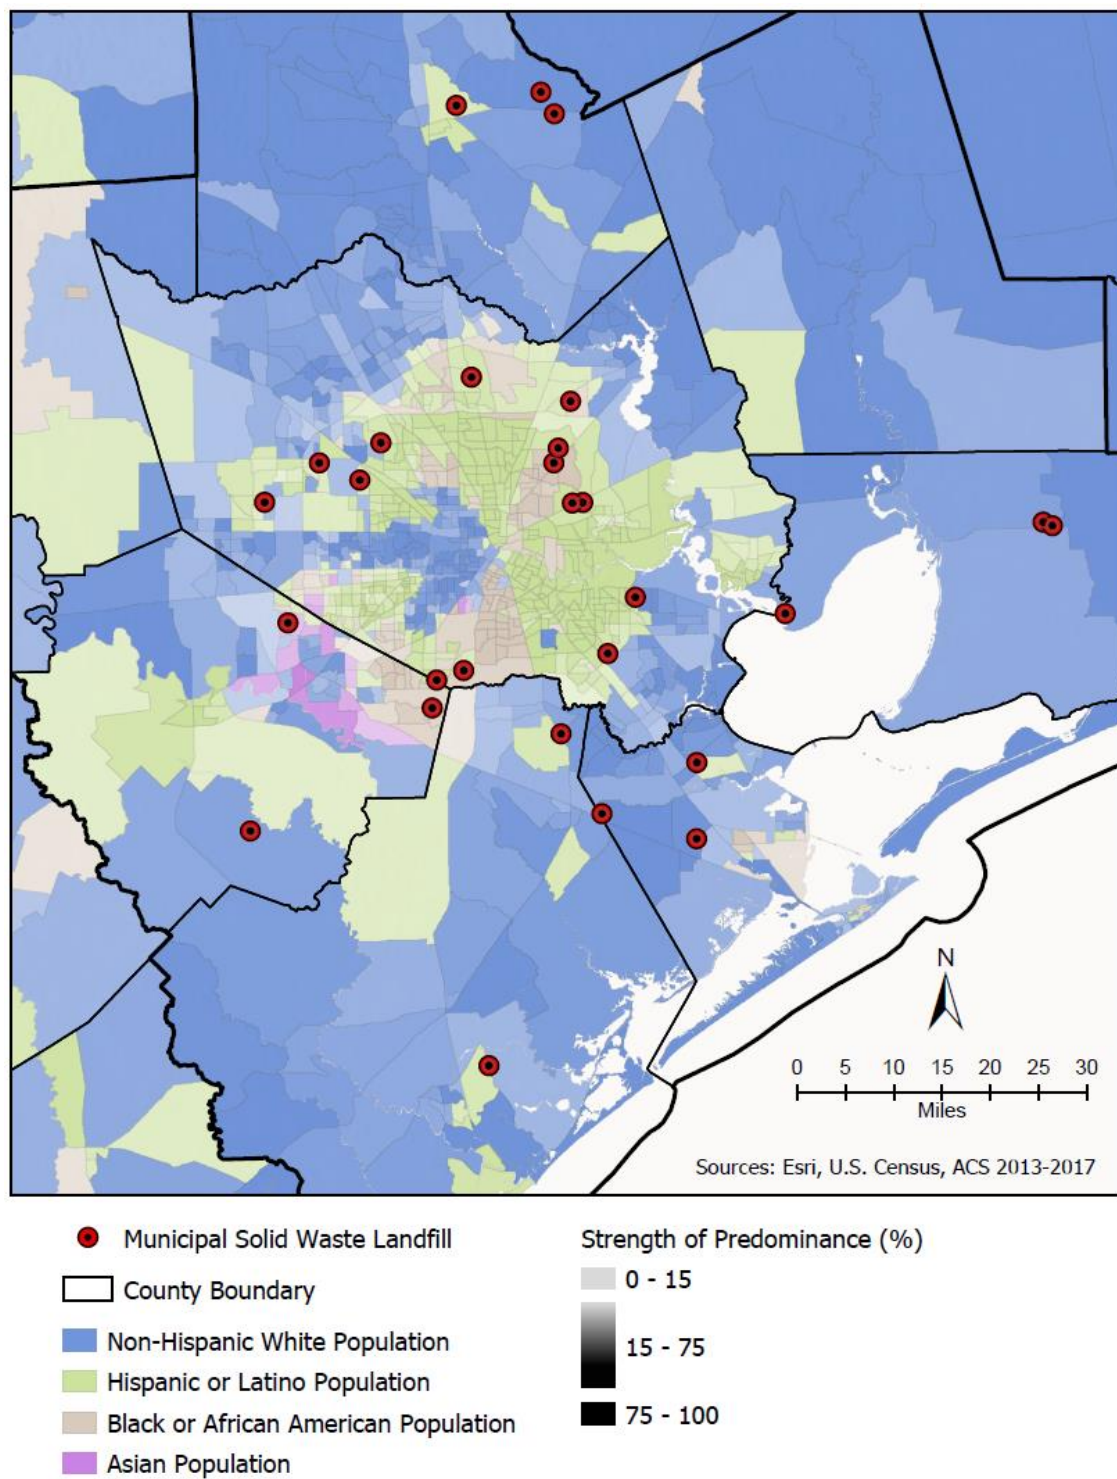 N
0 5 10 15 20 25 30
Miles
Sources: Esri, U.S. Census, ACS 2013-2017
Municipal Solid Waste Landfill
County Boundary
Non-Hispanic White Population
Hispanic or Latino Population
Black or African American Population
Asian Population
Strength of Predominance (%)
0 - 15
15 - 75
75 - 100